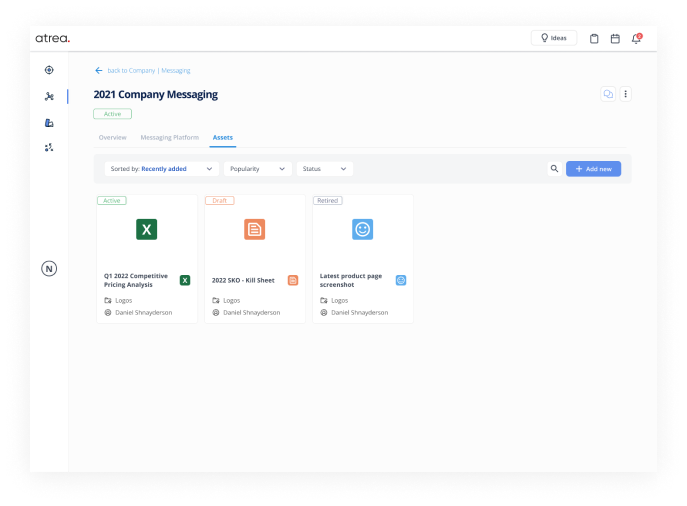 atrea.
Ideas
2
back to Company | Messaging
2021 Company Messaging
Active
Overview Messaging Platform Assets
Sorted by: Recently added Popularity Status Add new
Active Draft Retired
X
Q1 2022 Competitive
Pricing Analysis
X
Logos
Daniel Shnayderson
2022 SKO - Kill Sheet
Logos
Daniel Shnayderson
Latest product page
screenshot
Logos
Daniel Shnayderson
N